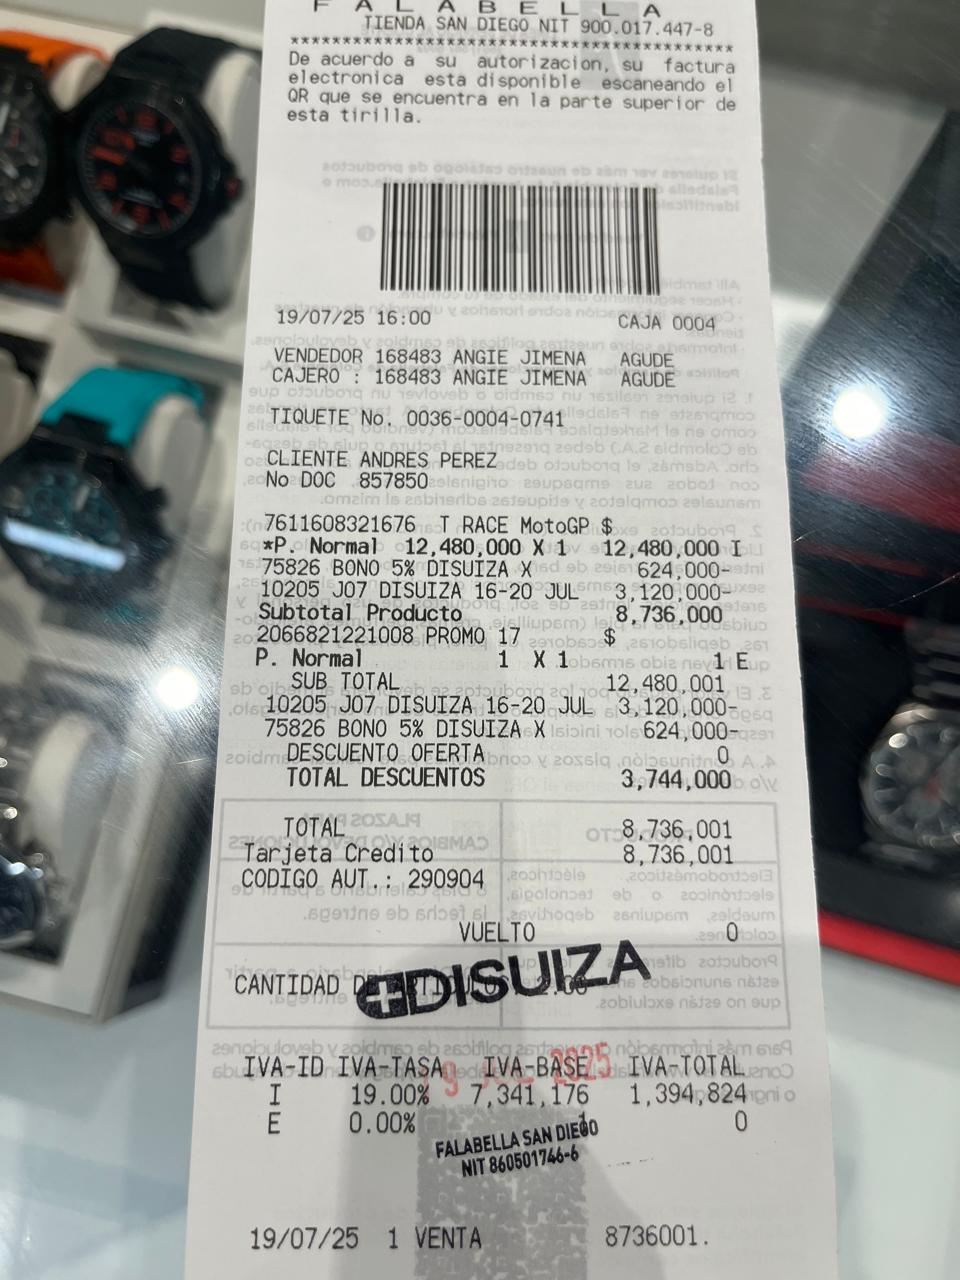 F A L A B E L L A
TIENDA SAN DIEGO NIT 900.017.447-8
******************************************
De acuerdo a su autorizacion, su factura
electronica esta disponible escaneando el
QR que se encuentra en la parte superior de
esta tirilla.
19/07/25 16:00 CAJA 0004
VENDEDOR 168483 ANGIE JIMENA AGUDE
CAJERO : 168483 ANGIE JIMENA AGUDE
TIQUETE No. 0036-0004-0741
CLIENTE ANDRES PEREZ
No DOC .857850
7611608321676 T RACE MotoGP $
*P. Normal 12,480,000 X 1 12,480,000 I
75826 BONO 5% DISUIZA X 624,000-
10205 J07 DISUIZA 16-20 JUL 3,120,000-
Subtotal Producto 8,736,000
2066821221008 PROMO 17 $
P. Normal 1 X 1 1 E
SUB TOTAL 12,480,001
10205 J07 DISUIZA 16-20 JUL 3,120,000-
75826 BONO 5% DISUIZA X 624,000-
DESCUENTO OFERTA 0
TOTAL DESCUENTOS 3,744,000
TOTAL 8,736,001
Tarjeta Credito 8,736,001
CODIGO AUT.: 290904
VUELTO 0
CANTIDAD DE ARTICULOS 2.00
DISUIZA
IVA-ID IVA-TASA IVA-BASE IVA-TOTAL
I 19.00% 7,341,176 1,394,824
E 0.00% 1 0
19 JUL 2025
FALABELLA SAN DIEGO
NIT 860501746-6
19/07/25 1 VENTA 8736001.